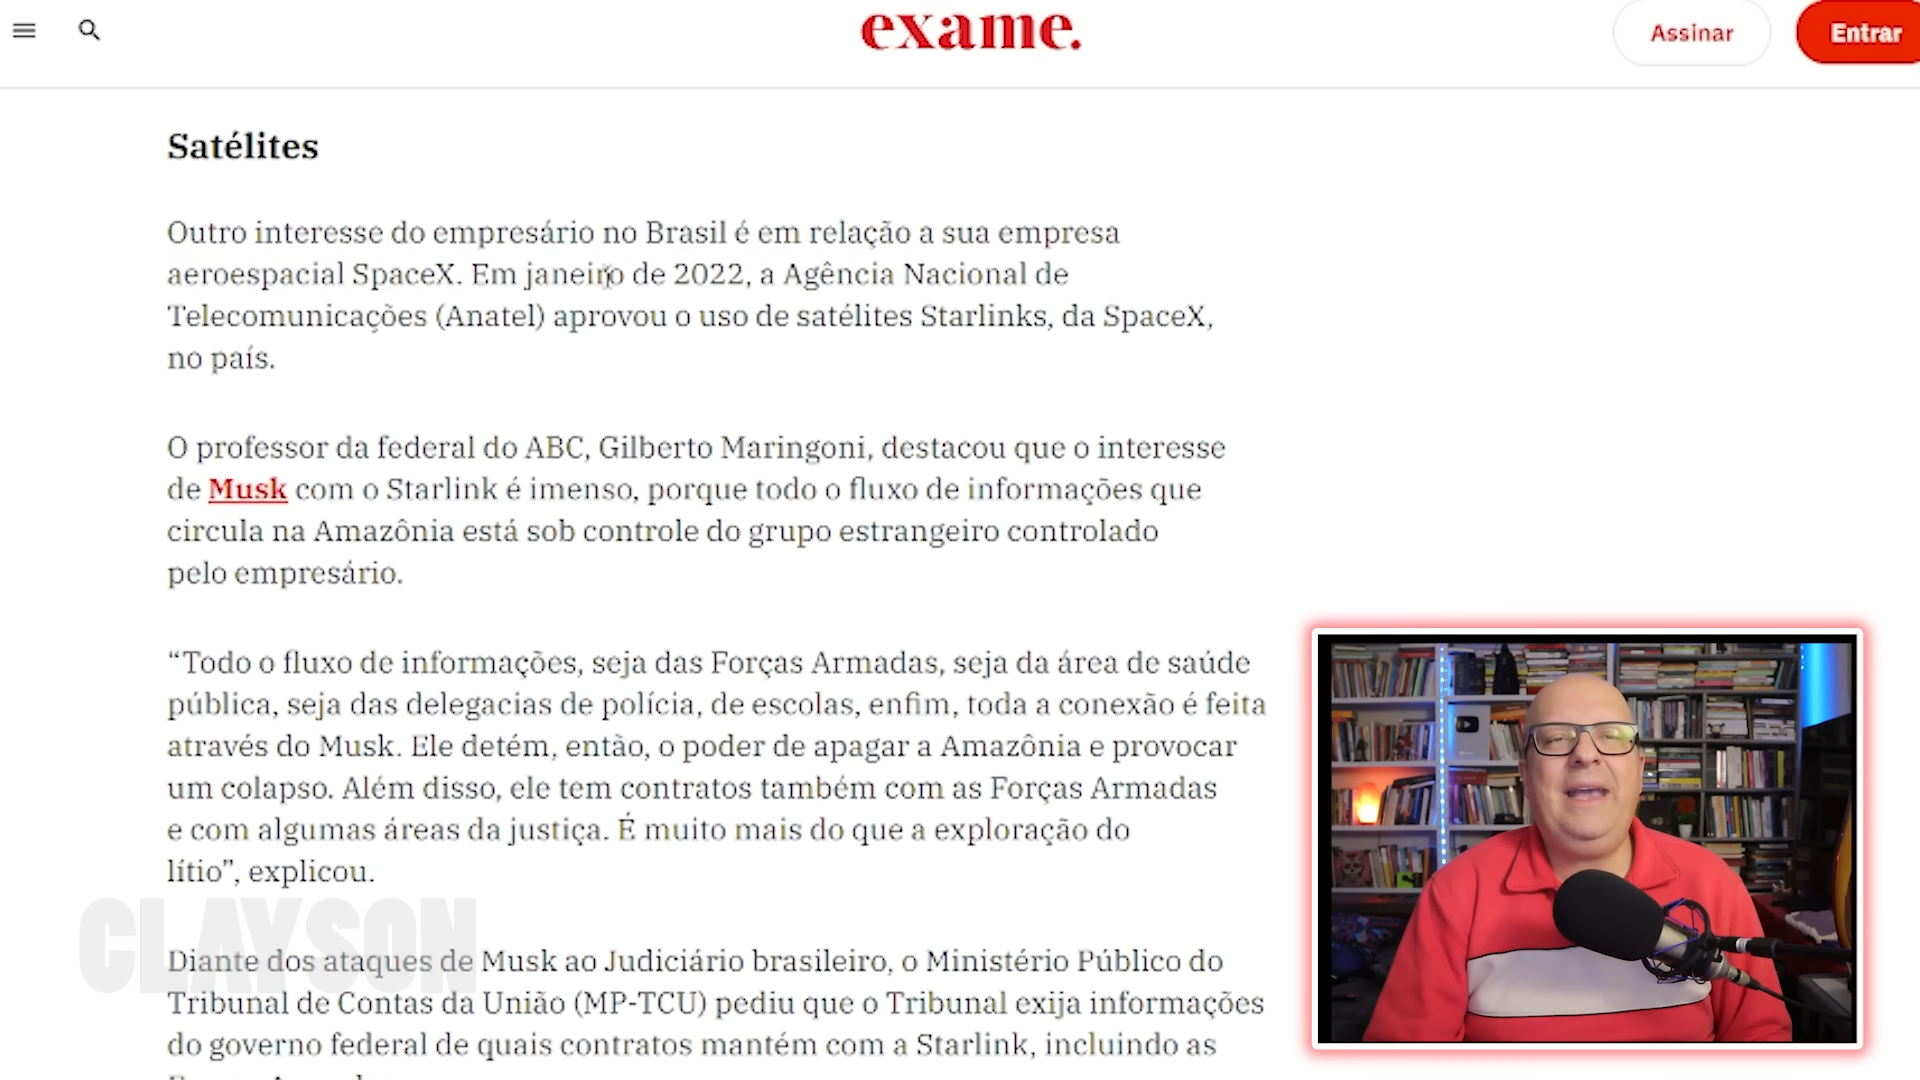 exame.
Assinar
Entrar
Satélites
Outro interesse do empresário no Brasil é em relação a sua empresa
aeroespacial SpaceX. Em janeiro de 2022, a Agência Nacional de
Telecomunicações (Anatel) aprovou o uso de satélites Starlinks, da SpaceX,
no país.
O professor da federal do ABC, Gilberto Maringoni, destacou que o interesse
de Musk com o Starlink é imenso, porque todo o fluxo de informações que
circula na Amazônia está sob controle do grupo estrangeiro controlado
pelo empresário.
“Todo o fluxo de informações, seja das Forças Armadas, seja da área de saúde
pública, seja das delegacias de polícia, de escolas, enfim, toda a conexão é feita
através do Musk. Ele detém, então, o poder de apagar a Amazônia e provocar
um colapso. Além disso, ele tem contratos também com as Forças Armadas
e com algumas áreas da justiça. É muito mais do que a exploração do
lítio”, explicou.
CLAYSON
Diante dos ataques de Musk ao Judiciário brasileiro, o Ministério Público do
Tribunal de Contas da União (MP-TCU) pediu que o Tribunal exija informações
do governo federal de quais contratos mantém com a Starlink, incluindo as